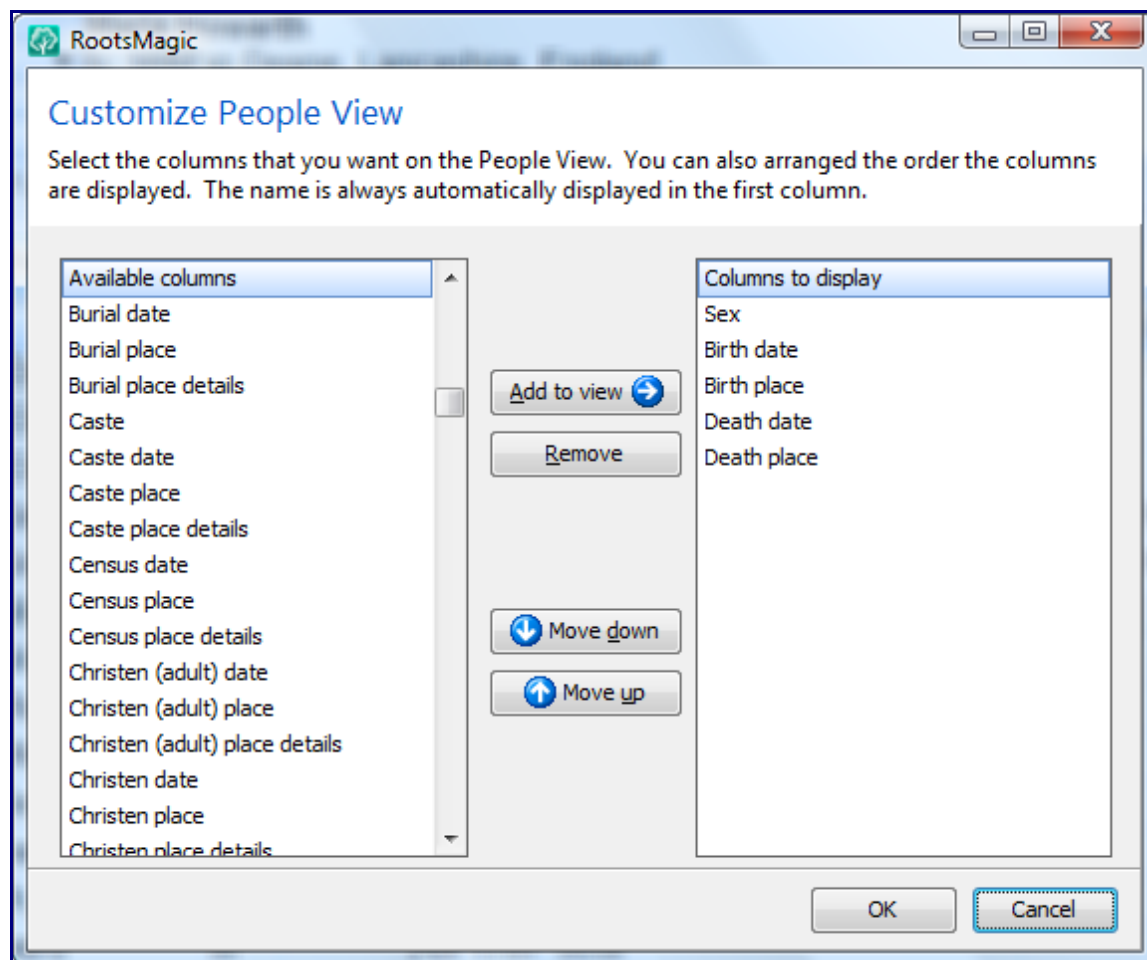 RootsMagic
Customize People View
Select the columns that you want on the People View. You can also arranged the order the columns
are displayed. The name is always automatically displayed in the first column.
Available columns
Burial date
Burial place
Burial place details
Caste
Caste date
Caste place
Caste place details
Census date
Census place
Census place details
Christen (adult) date
Christen (adult) place
Christen (adult) place details
Christen date
Christen place
Christen place details
Add to view
Remove
Move down
Move up
Columns to display
Sex
Birth date
Birth place
Death date
Death place
OK
Cancel